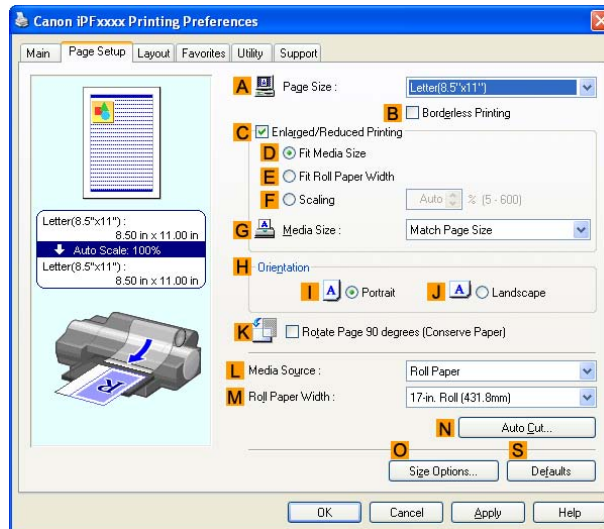 Canon iPFxxxx Printing Preferences
Main Page Setup Layout Favorites Utility Support
A Page Size : Letter(8.5"x11")
B Borderless Printing
C Enlarged/Reduced Printing
D Fit Media Size
E Fit Roll Paper Width
F Scaling Auto % (5 - 600)
G Media Size : Match Page Size
Letter(8.5"x11") :
8.50 in x 11.00 in
Auto Scale: 100%
Letter(8.5"x11") :
8.50 in x 11.00 in
H Orientation
I A Portrait J A Landscape
K Rotate Page 90 degrees (Conserve Paper)
R
L Media Source : Roll Paper
M Roll Paper Width : 17-in. Roll (431.8mm)
N Auto Cut...
O S
Size Options... Defaults
OK Cancel Apply Help